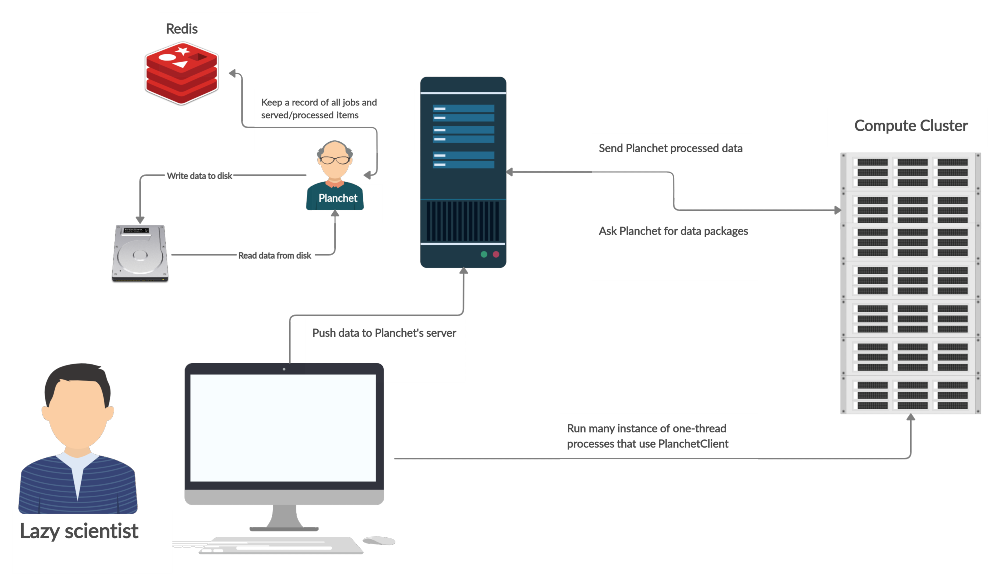 Redis
Keep a record of all jobs and
served/processed Items
Compute Cluster
Send Planchet processed data
Write data to disk
Planchet
Ask Planchet for data packages
Read data from disk
Push data to Planchet's server
Run many instance of one-thread
processes that use PlanchetClient
Lazy scientist